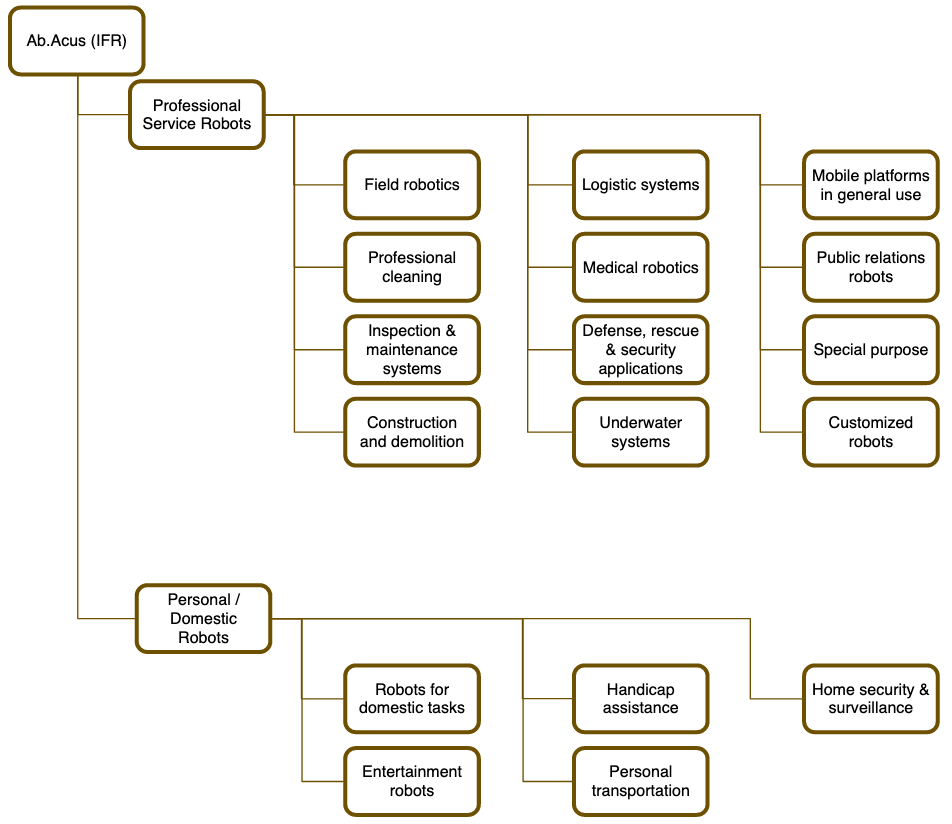 Ab.Acus (IFR)
Professional
Service Robots
Field robotics
Logistic systems
Mobile platforms
in general use
Professional
cleaning
Medical robotics
Public relations
robots
Inspection &
maintenance
systems
Defense, rescue
& security
applications
Special purpose
Construction
and demolition
Underwater
systems
Customized
robots
Personal /
Domestic
Robots
Robots for
domestic tasks
Handicap
assistance
Home security &
surveillance
Entertainment
robots
Personal
transportation